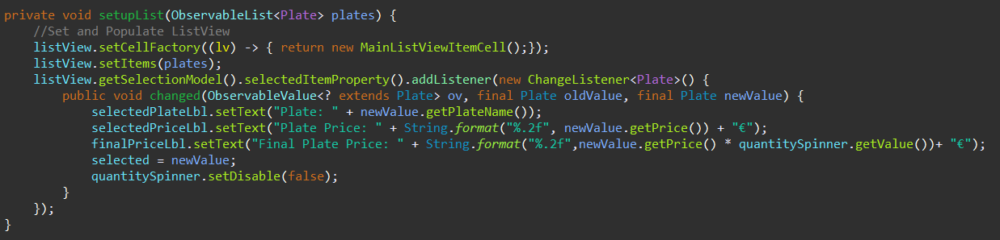 private void setupList(ObservableList<Plate> plates) {
    //Set and Populate ListView
    listView.setCellFactory((lv) -> { return new MainListViewItemCell();});
    listView.setItems(plates);
    listView.getSelectionModel().selectedItemProperty().addListener(new ChangeListener<Plate>() {
        public void changed(ObservableValue<? extends Plate> ov, final Plate oldValue, final Plate newValue) {
            selectedPlateLbl.setText("Plate: " + newValue.getPlateName());
            selectedPriceLbl.setText("Plate Price: " + String.format("%.2f", newValue.getPrice()) + "€");
            finalPriceLbl.setText("Final Plate Price: " + String.format("%.2f",newValue.getPrice() * quantitySpinner.getValue())+ "€");
            selected = newValue;
            quantitySpinner.setDisable(false);
        }
    });
}